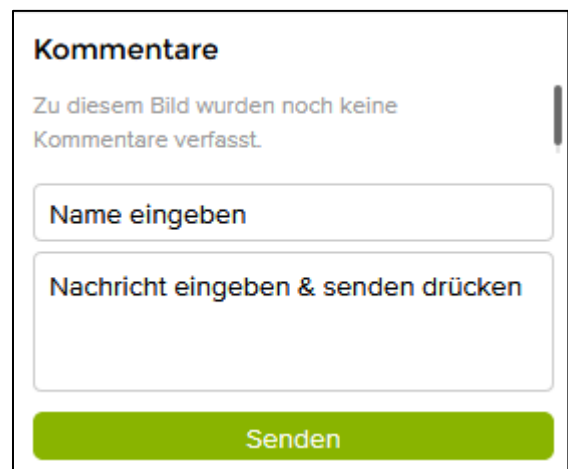 Kommentare
Zu diesem Bild wurden noch keine
Kommentare verfasst.
Name eingeben
Nachricht eingeben & senden drücken
Senden